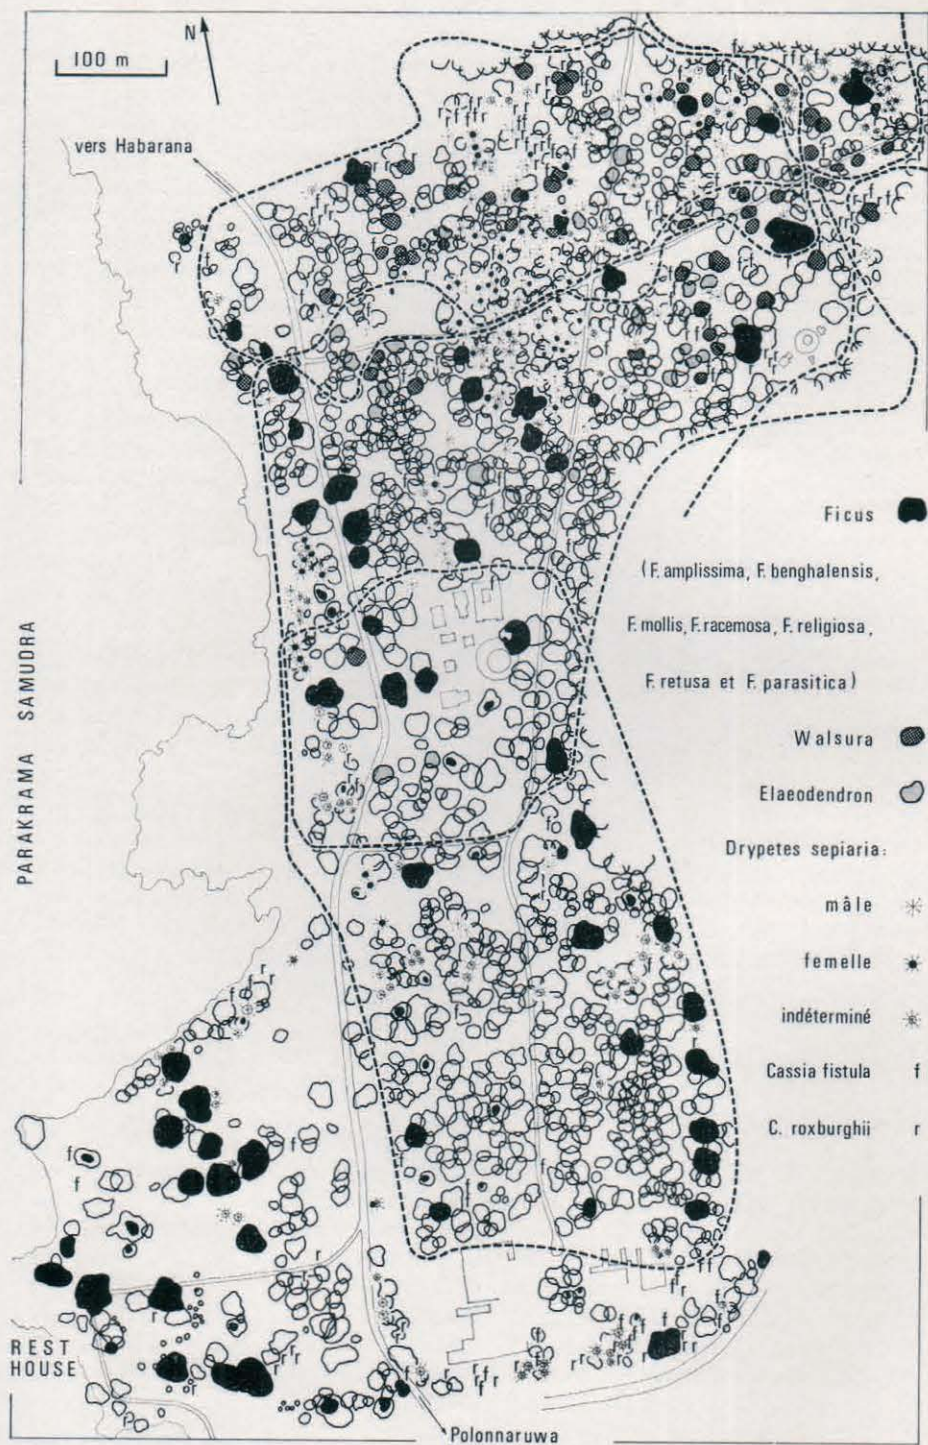 N
100 m
vers Habarana
PARAKRAMA SAMUDRA
Ficus
(F. amplissima, F. benghalensis,
F. mollis, F. racemosa, F. religiosa,
F. retusa et F. parasitica)
Walsura
Elaeodendron
Drypetes sepiaria:
mâle
femelle
indéterminé
Cassia fistula f
C. roxburghii r
REST
HOUSE
Polonnaruwa